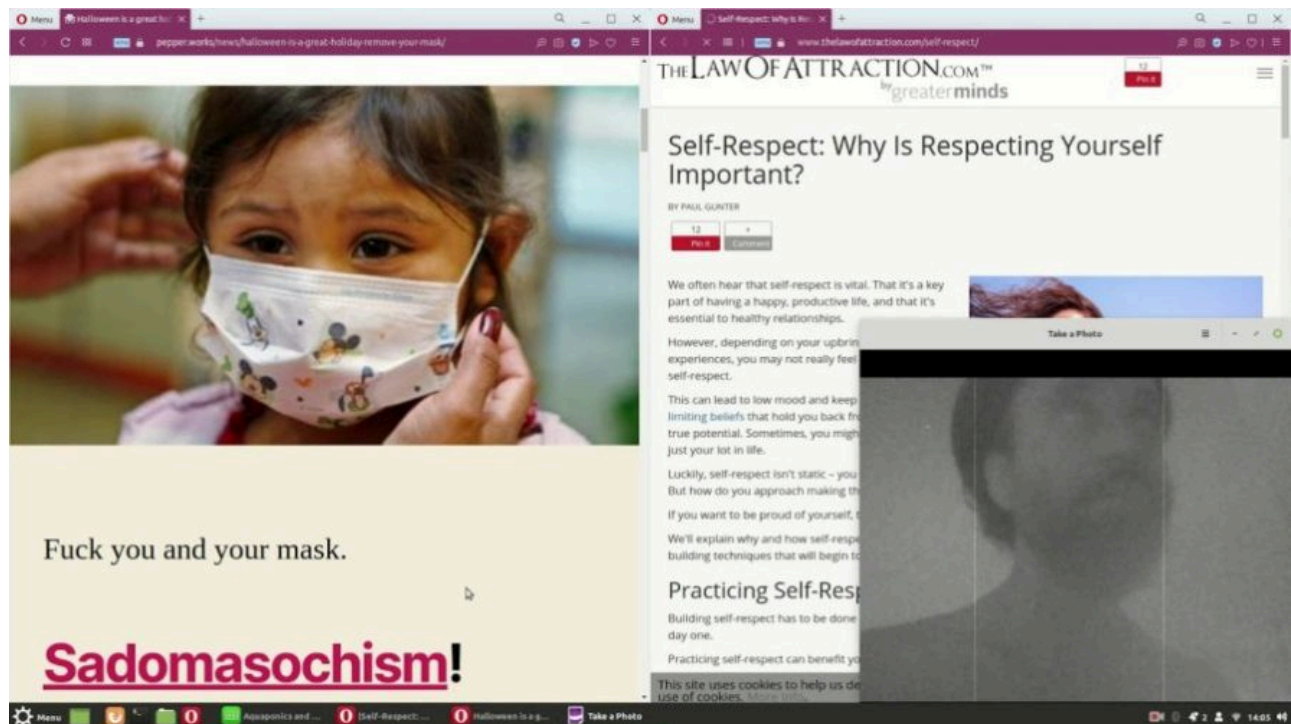 Menu
Halloween is a great hol
pepper.works/news/halloween-is-a-great-holiday-remove-your-mask/
Fuck you and your mask.
Sadomasochism!
Menu
Self-Respect: Why Is Res
www.thelawofattraction.com/self-respect/
THE LAW OF ATTRACTION.COM™
by greaterminds
12
Pin it
Self-Respect: Why Is Respecting Yourself
Important?
BY PAUL GUNTER
12
Pin it
+
Comment
We often hear that self-respect is vital. That it's a key
part of having a happy, productive life, and that it's
essential to healthy relationships.
However, depending on your upbrin
experiences, you may not really feel
self-respect.
This can lead to low mood and keep
limiting beliefs that hold you back fr
true potential. Sometimes, you migh
just your lot in life.
Luckily, self-respect isn't static – you
But how do you approach making th
If you want to be proud of yourself,
We'll explain why and how self-respe
building techniques that will begin to
Practicing Self-Resp
Building self-respect has to be done
day one.
Practicing self-respect can benefit yo
This site uses cookies to help us de
use of cookies. More info.
Take a Photo
Menu
Aquaponics and ...
[Self-Respect: ...
Halloween is a g...
Take a Photo
2
14:05